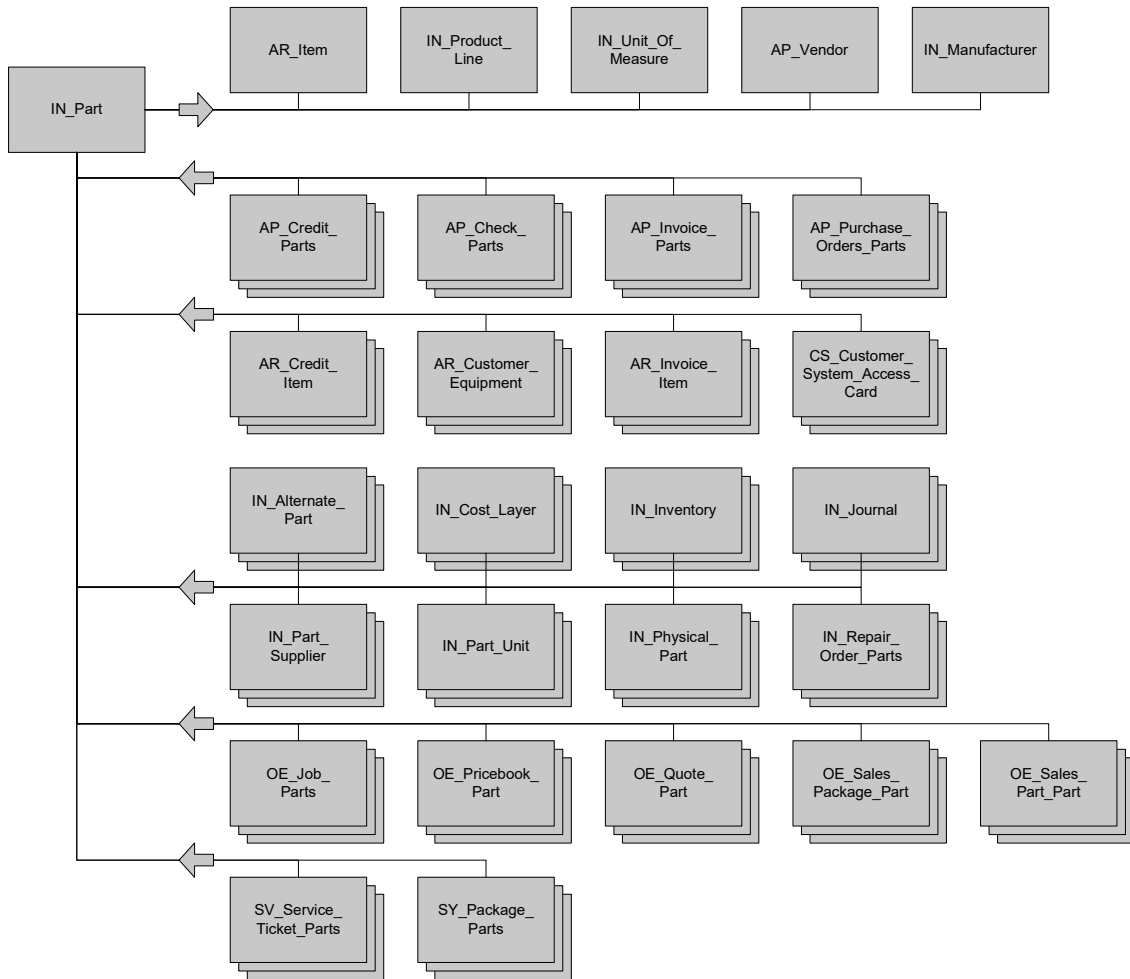 AR_Item
IN_Product_
Line
IN_Unit_Of_
Measure
AP_Vendor
IN_Manufacturer
IN_Part
AP_Credit_
Parts
AP_Check_
Parts
AP_Invoice_
Parts
AP_Purchase_
Orders_Parts
AR_Credit_
Item
AR_Customer_
Equipment
AR_Invoice_
Item
CS_Customer_
System_Access_
Card
IN_Alternate_
Part
IN_Cost_Layer
IN_Inventory
IN_Journal
IN_Part_
Supplier
IN_Part_Unit
IN_Physical_
Part
IN_Repair_
Order_Parts
OE_Job_
Parts
OE_Pricebook_
Part
OE_Quote_
Part
OE_Sales_
Package_Part
OE_Sales_
Part_Part
SV_Service_
Ticket_Parts
SY_Package_
Parts